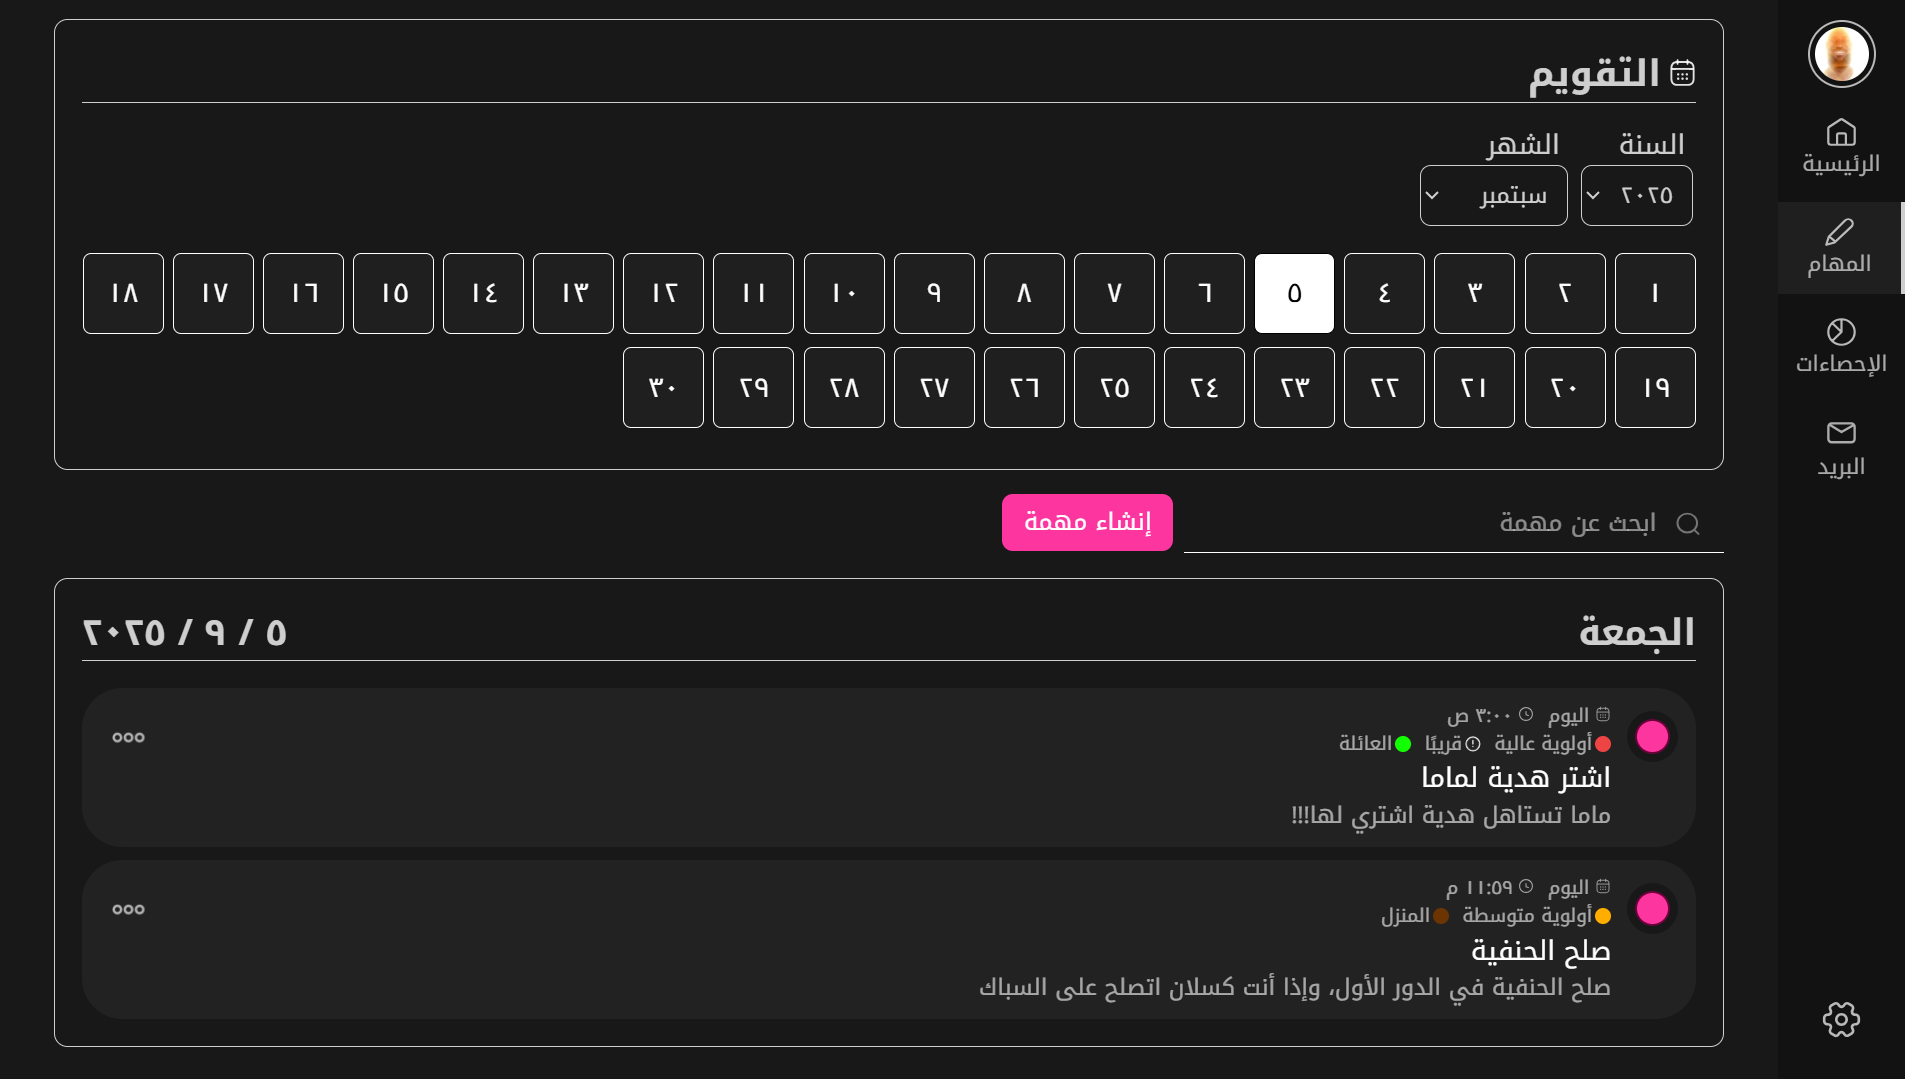 الرئيسية
المهام
الإحصاءات
البريد
التقويم
السنة الشهر
٢٠٢٥ سبتمبر
١ ٢ ٣ ٤ ٥ ٦ ٧ ٨ ٩ ١٠ ١١ ١٢ ١٣ ١٤ ١٥ ١٦ ١٧ ١٨
١٩ ٢٠ ٢١ ٢٢ ٢٣ ٢٤ ٢٥ ٢٦ ٢٧ ٢٨ ٢٩ ٣٠
ابحث عن مهمة إنشاء مهمة
الجمعة ٥ / ٩ / ٢٠٢٥
اليوم ٣:٠٠ ص
أولوية عالية قريبًا العائلة
اشتر هدية لماما
ماما تستاهل هدية اشتري لها!!!
اليوم ١١:٥٩ م
أولوية متوسطة المنزل
صلح الحنفية
صلح الحنفية في الدور الأول، وإذا أنت كسلان اتصلح على السباك